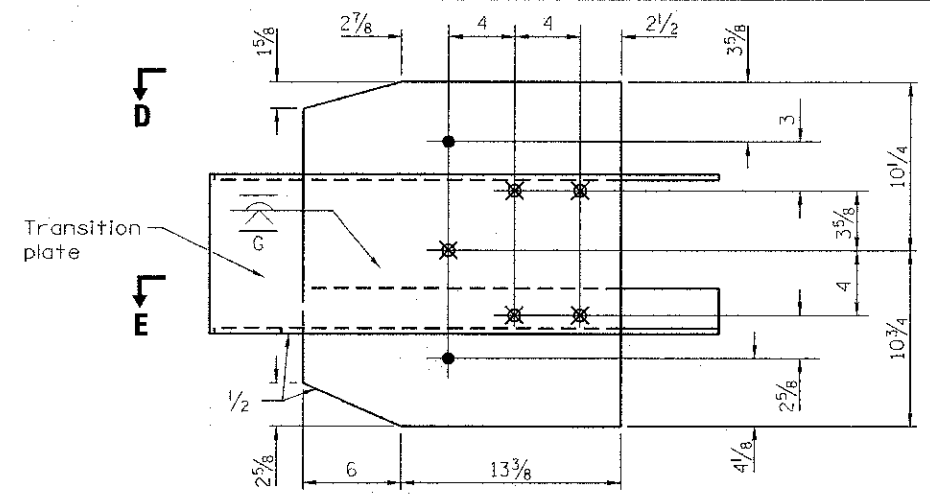 2⅞ 4 4 2½
1⅝
3⅝
D
3
10¼
Transition
plate
G
3⅝
4
E
10¾
½
2⅝
2⅝
6 13⅜
4⅛